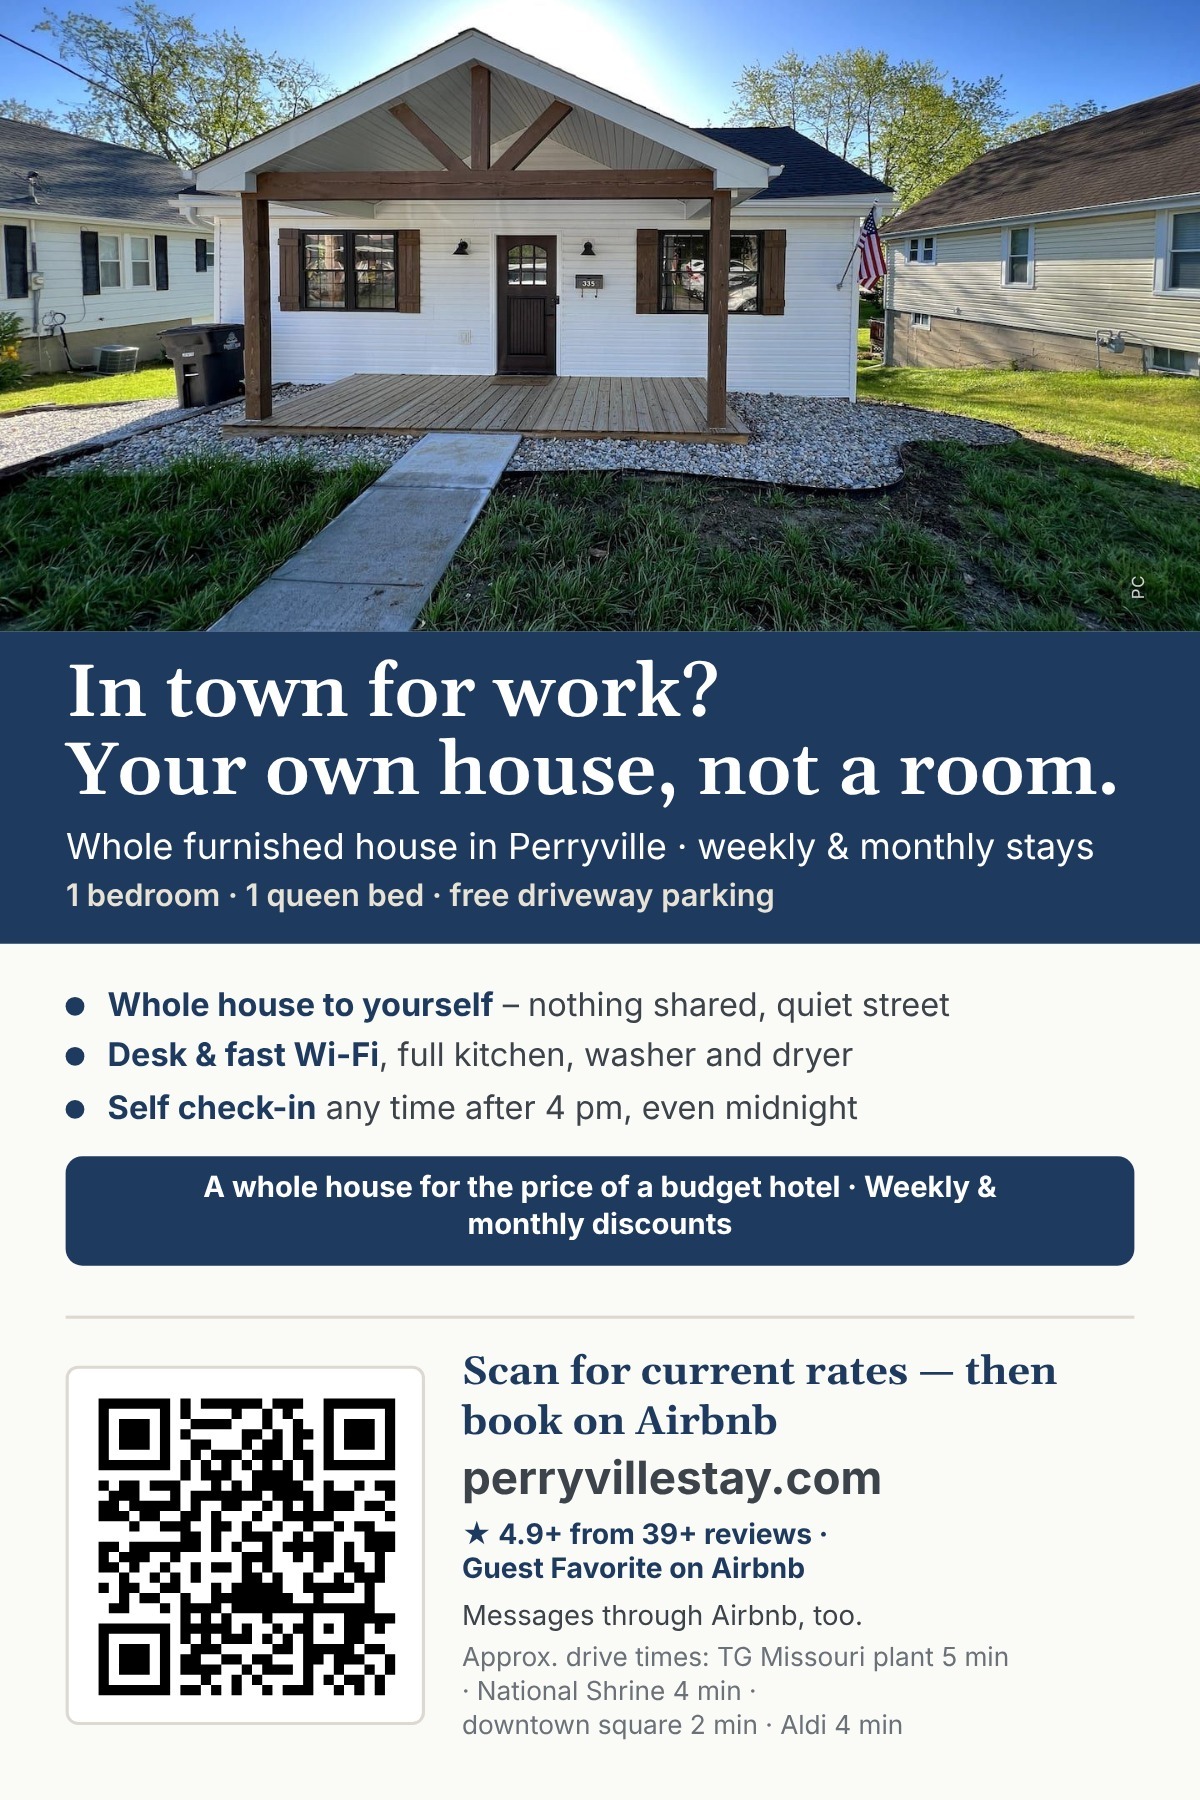 335
PC
In town for work?
Your own house, not a room.
Whole furnished house in Perryville · weekly & monthly stays
1 bedroom · 1 queen bed · free driveway parking
● Whole house to yourself – nothing shared, quiet street
● Desk & fast Wi-Fi, full kitchen, washer and dryer
● Self check-in any time after 4 pm, even midnight
A whole house for the price of a budget hotel · Weekly &
monthly discounts
Scan for current rates — then
book on Airbnb
perryvillestay.com
★ 4.9+ from 39+ reviews ·
Guest Favorite on Airbnb
Messages through Airbnb, too.
Approx. drive times: TG Missouri plant 5 min
· National Shrine 4 min ·
downtown square 2 min · Aldi 4 min